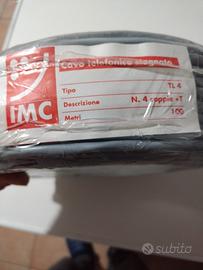 Cavo telefonico stagnato
IMC
Tipo TL 4
Descrizione N. 4 coppie +T
Metri 100
subito